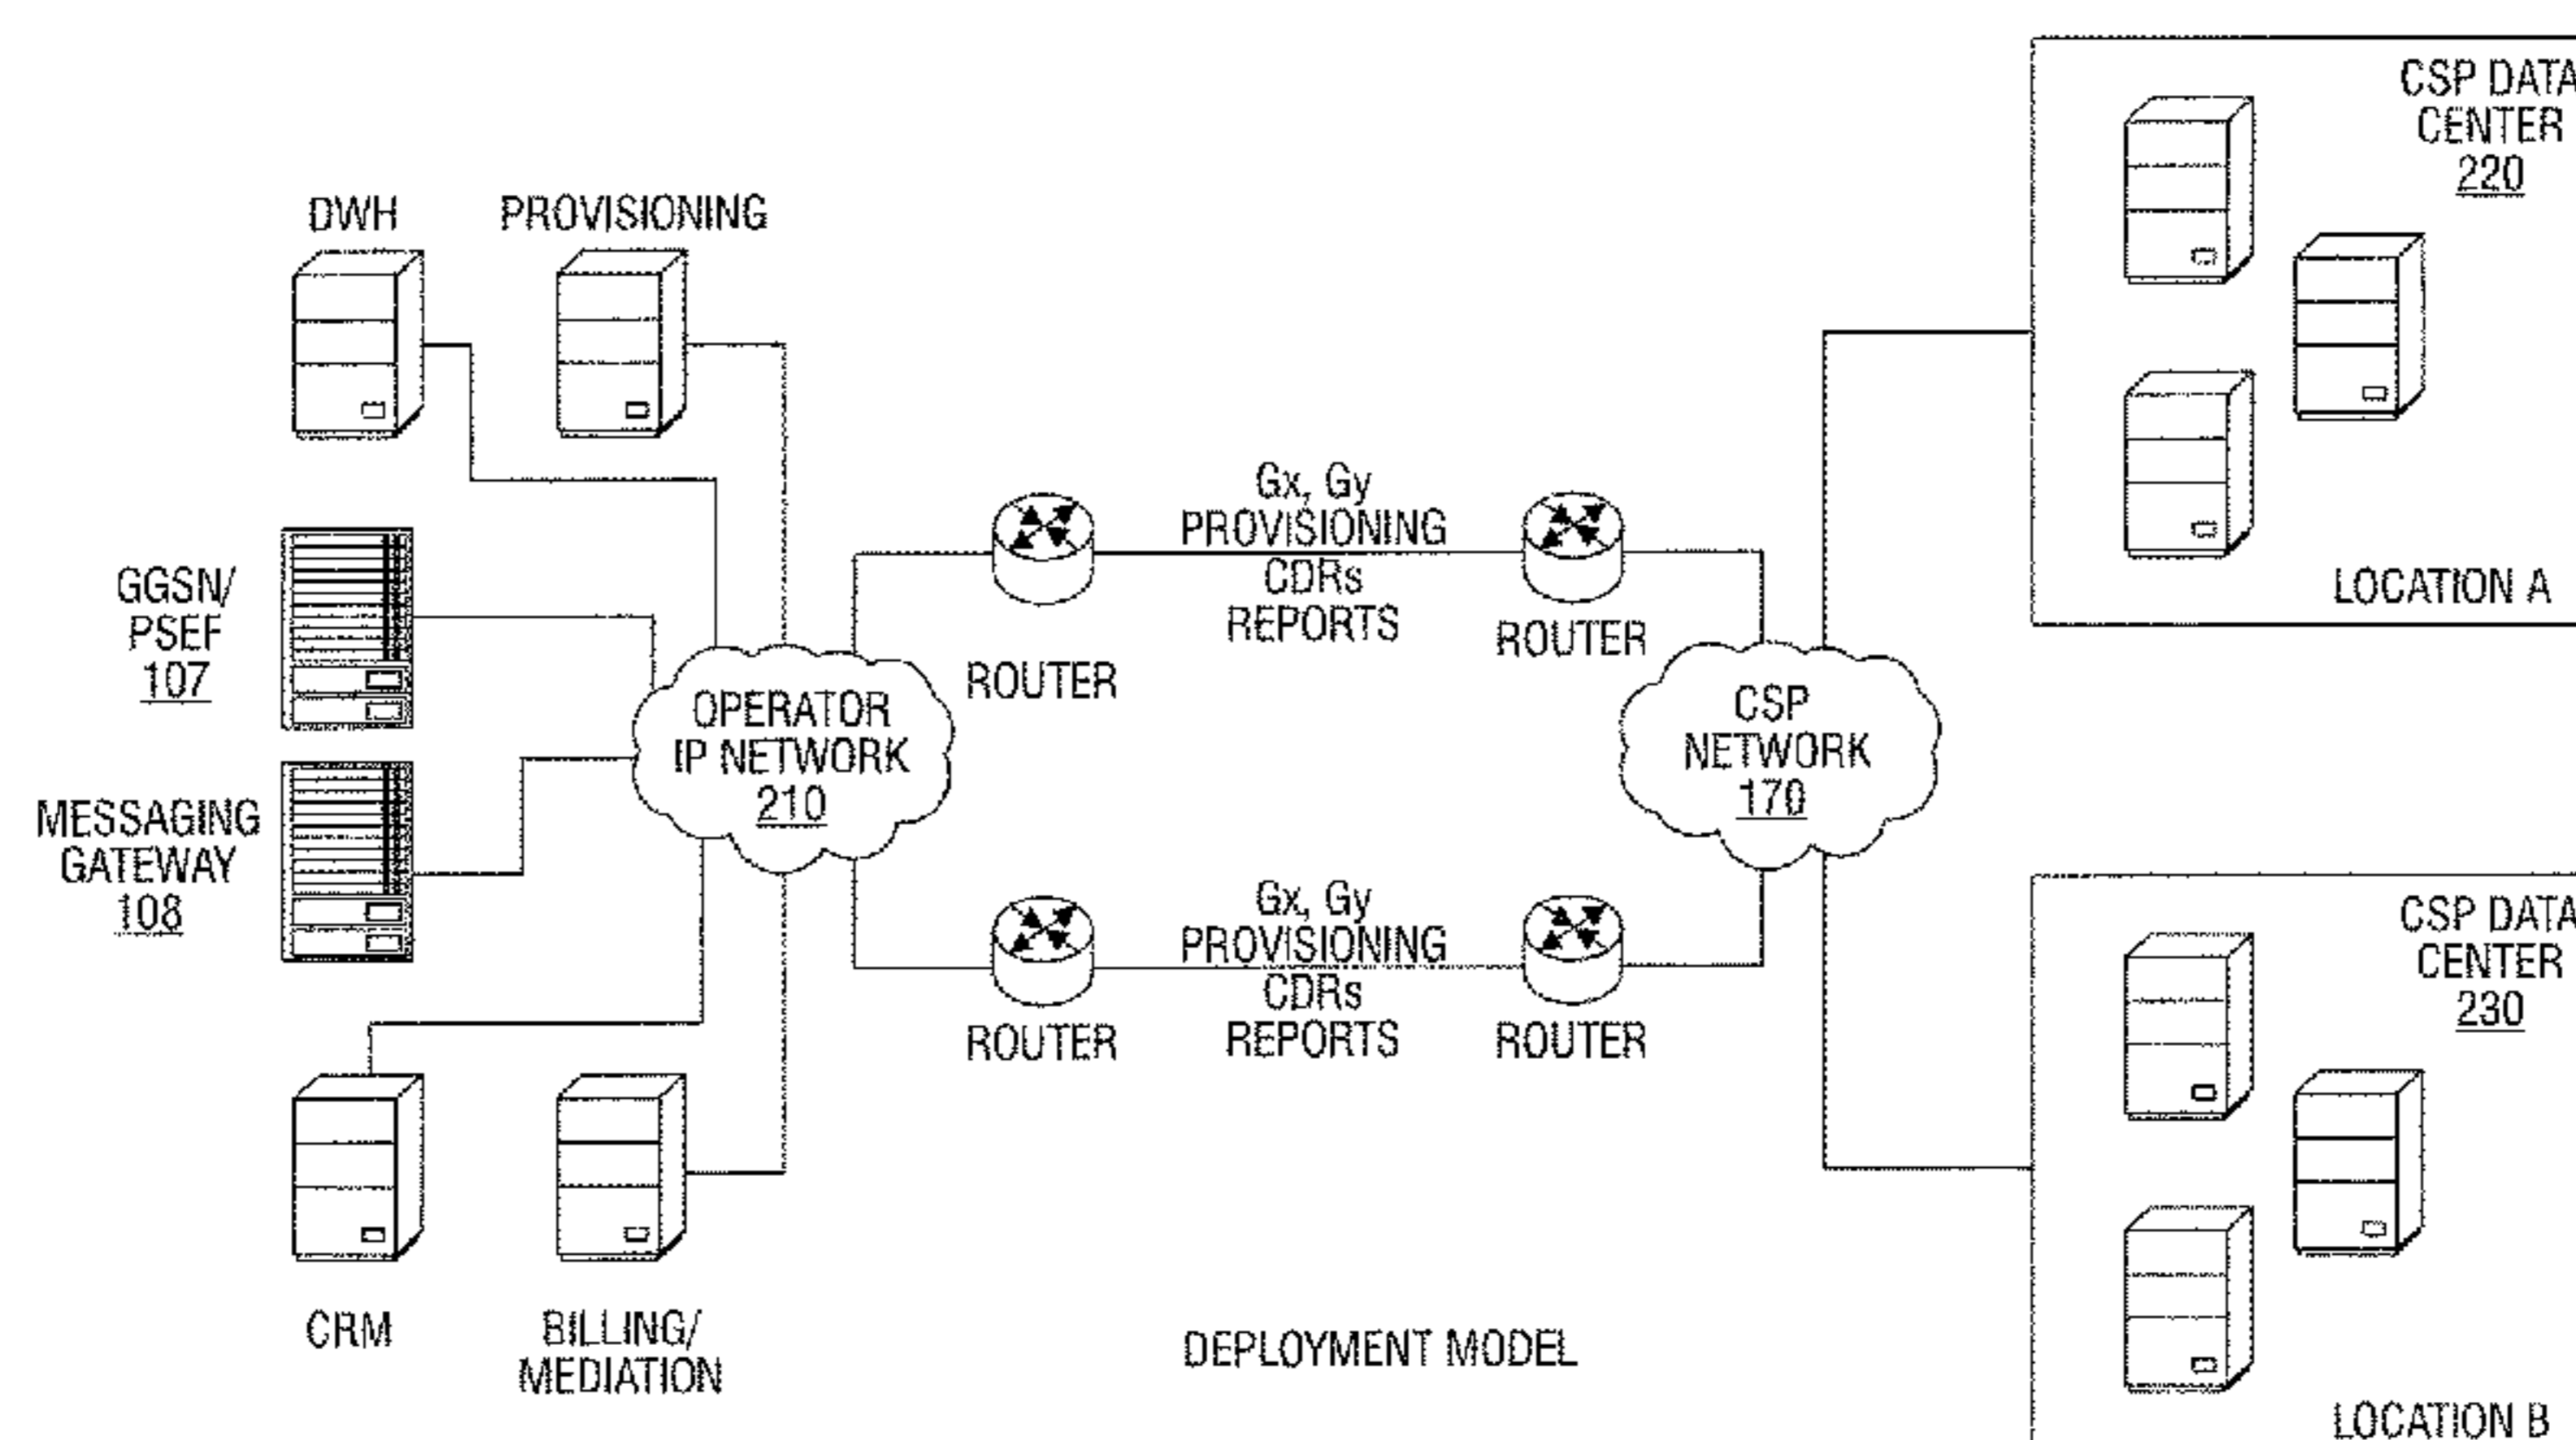 CSP DATA
CENTER
220
LOCATION A
DWH
PROVISIONING
GGSN/
PSEF
107
MESSAGING
GATEWAY
108
OPERATOR
IP NETWORK
210
Gx, Gy
PROVISIONING
CDRs
REPORTS
ROUTER
ROUTER
CSP
NETWORK
170
Gx, Gy
PROVISIONING
CDRs
REPORTS
ROUTER
ROUTER
CSP DATA
CENTER
230
LOCATION B
CRM
BILLING/
MEDIATION
DEPLOYMENT MODEL